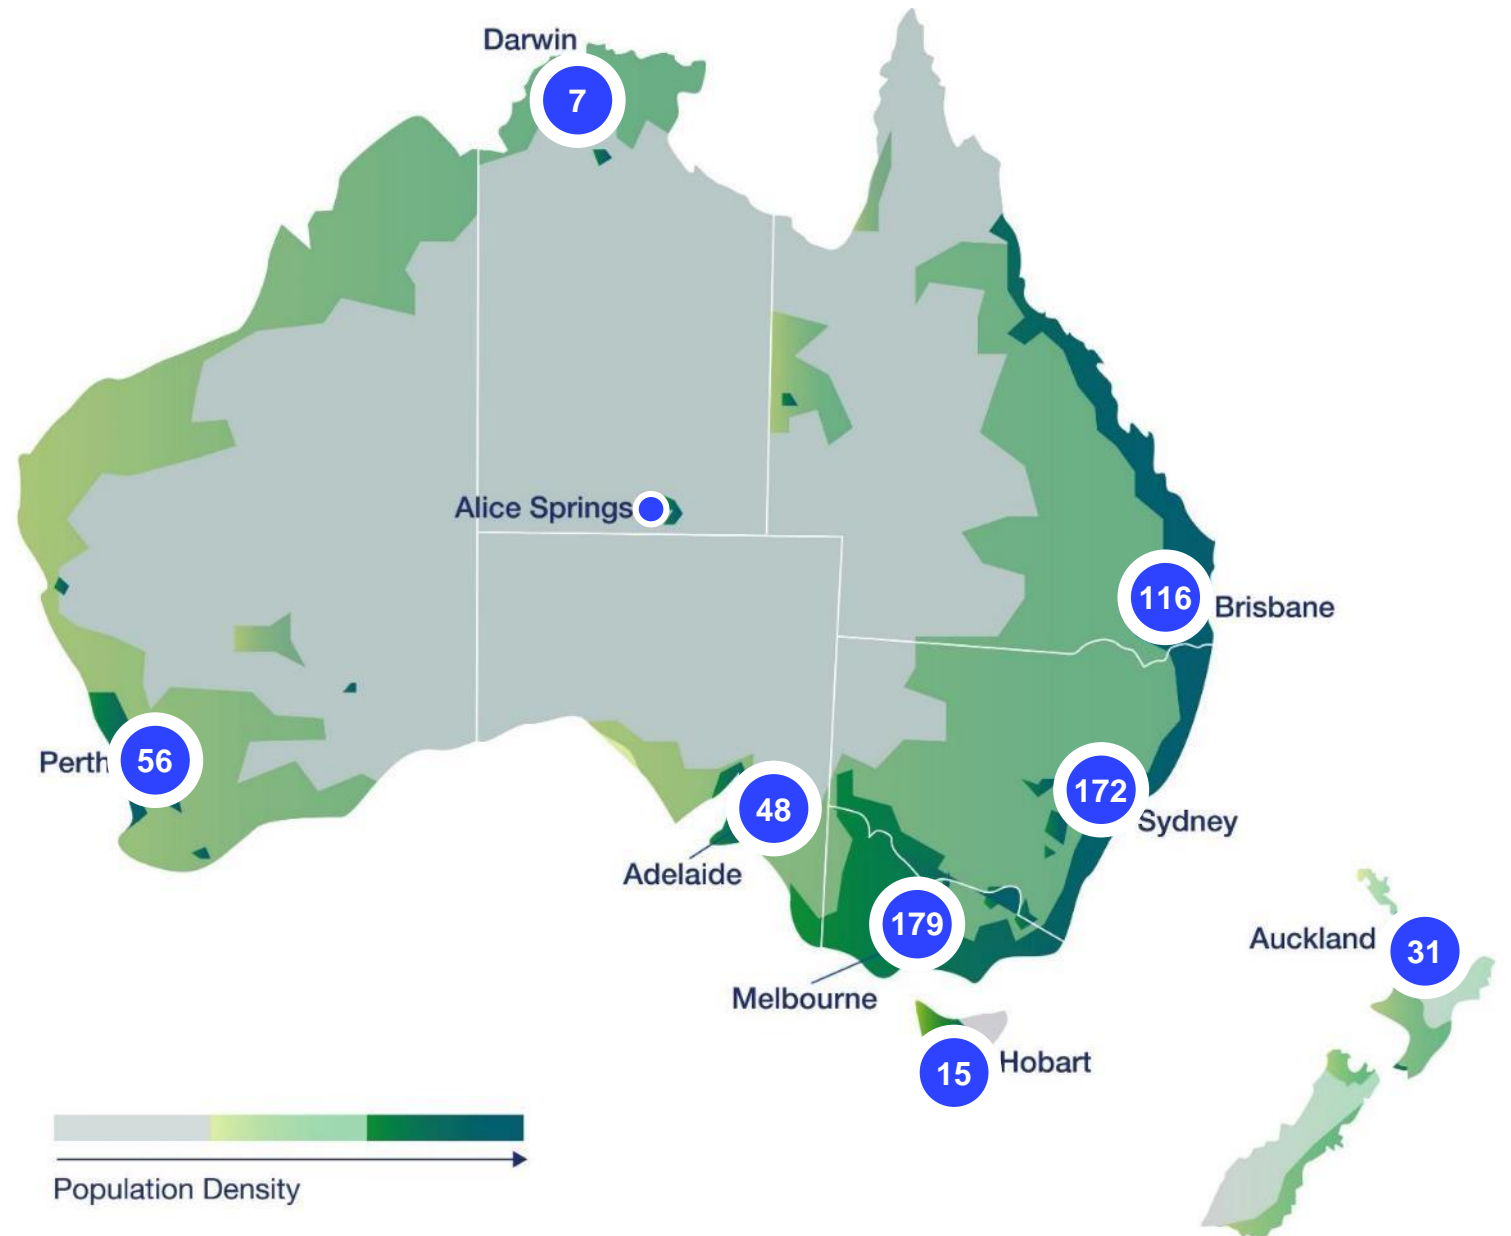 Darwin
7
Alice Springs
116
Brisbane
Perth
56
172
Sydney
48
Adelaide
179
Melbourne
Auckland
31
15
Hobart
Population Density